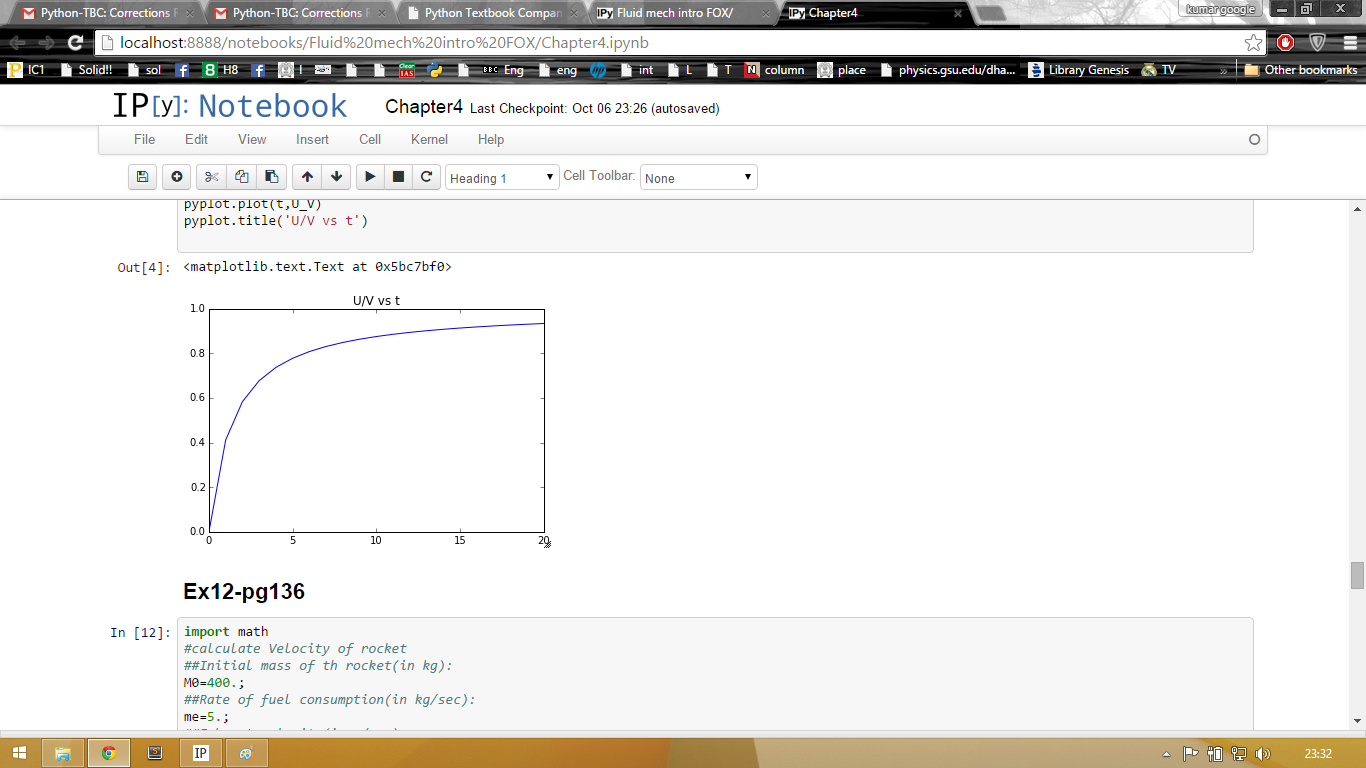 Python-TBC: Corrections F
Python-TBC: Corrections F
Python Textbook Compan
IPy Fluid mech intro FOX/
IPy Chapter4
kumar google
localhost:8888/notebooks/Fluid%20mech%20intro%20FOX/Chapter4.ipynb
IC1 Solid!! sol H8 I Clear IAS BBC Eng eng hp int L T N column place physics.gsu.edu/dha... Library Genesis TV » Other bookmarks
IP[y]: Notebook Chapter4 Last Checkpoint: Oct 06 23:26 (autosaved)
File Edit View Insert Cell Kernel Help
Heading 1 Cell Toolbar: None
pyplot.plot(t,U_V)
pyplot.title('U/V vs t')
Out[4]: <matplotlib.text.Text at 0x5bc7bf0>
U/V vs t
1.0
0.8
0.6
0.4
0.2
0.0
0 5 10 15 20
Ex12-pg136
In [12]: import math
#calculate Velocity of rocket
##Initial mass of th rocket(in kg):
M0=400.;
##Rate of fuel consumption(in kg/sec):
me=5.;
IP 23:32